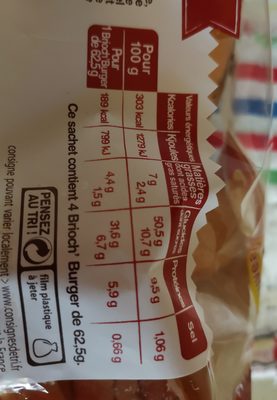 Pour
100 g
Pour
1 Brioch'Burger
de 62,5g
Valeurs énergétiques
Kcalories Kjoules
303 kcal 1279 kJ
189 kcal 799 kJ
Matières
grasses
dont acides
gras saturés
7 g
2,4 g
4,4 g
1,5 g
Glucides
50,5 g
10,7 g
31,6 g
6,7 g
Protéines
9,5 g
5,9 g
sel
1,06 g
0,66 g
Ce sachet contient 4 Brioch' Burger de 62,5g.
PENSEZ
AU TRI !
film plastique
à jeter
consigne pouvant varier localement > www.consignesdetri.fr